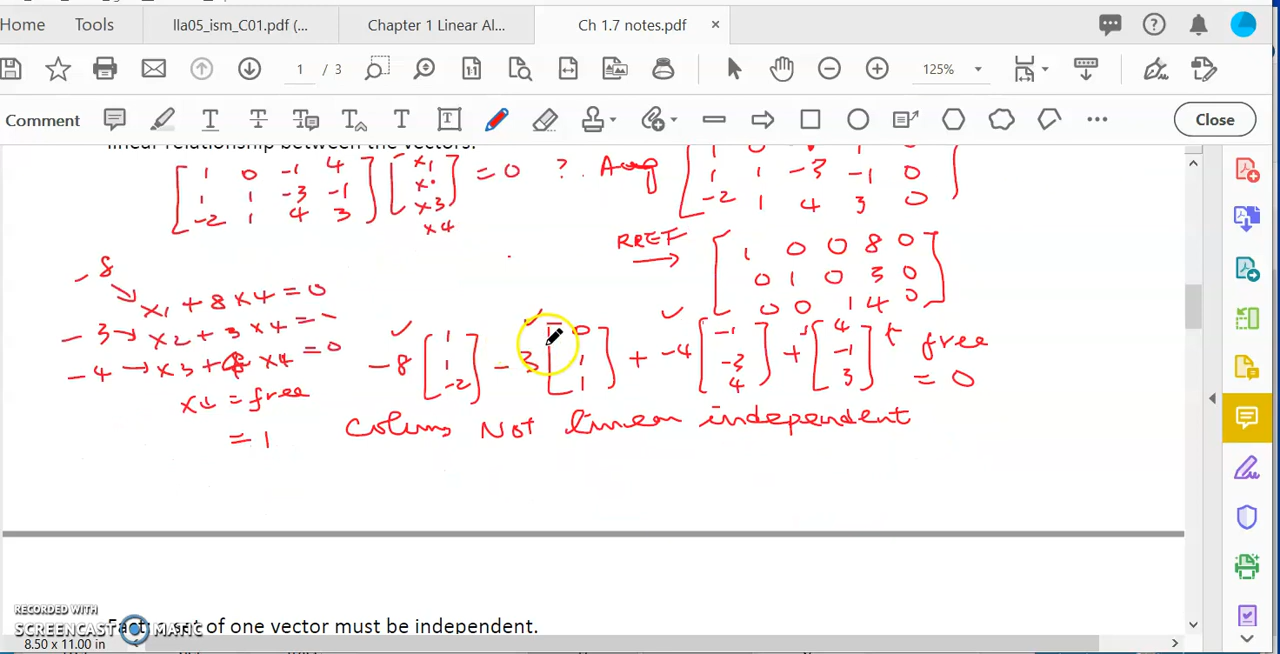 Home Tools lla05_ism_C01.pdf (... Chapter 1 Linear Al... Ch 1.7 notes.pdf ×
1 / 3 125%
Comment Close
linear relationship between the vectors.
1 0 -1 4 x1 = 0 ? Aug
1 1 -3 -1 x 1 1 -3 -1 0
-2 1 4 3 x3 -2 1 4 3 0
x4
RREF → 1 0 0 8 0
0 1 0 3 0
0 0 1 4 0
-8
x1 + 8x4 = 0
-3 → x2 + 3x4 =
-4 → x3 + x4 = 0
x4 = free
= 1
-8 1 - 3 0 + -4 -1 + 4 free
1 1 -3 -1 = 0
-2 1 4 3
Colums Not linear independent
RECORDED WITH
SCREENCAST MATIC
Fact: a set of one vector must be independent.
8.50 x 11.00 in